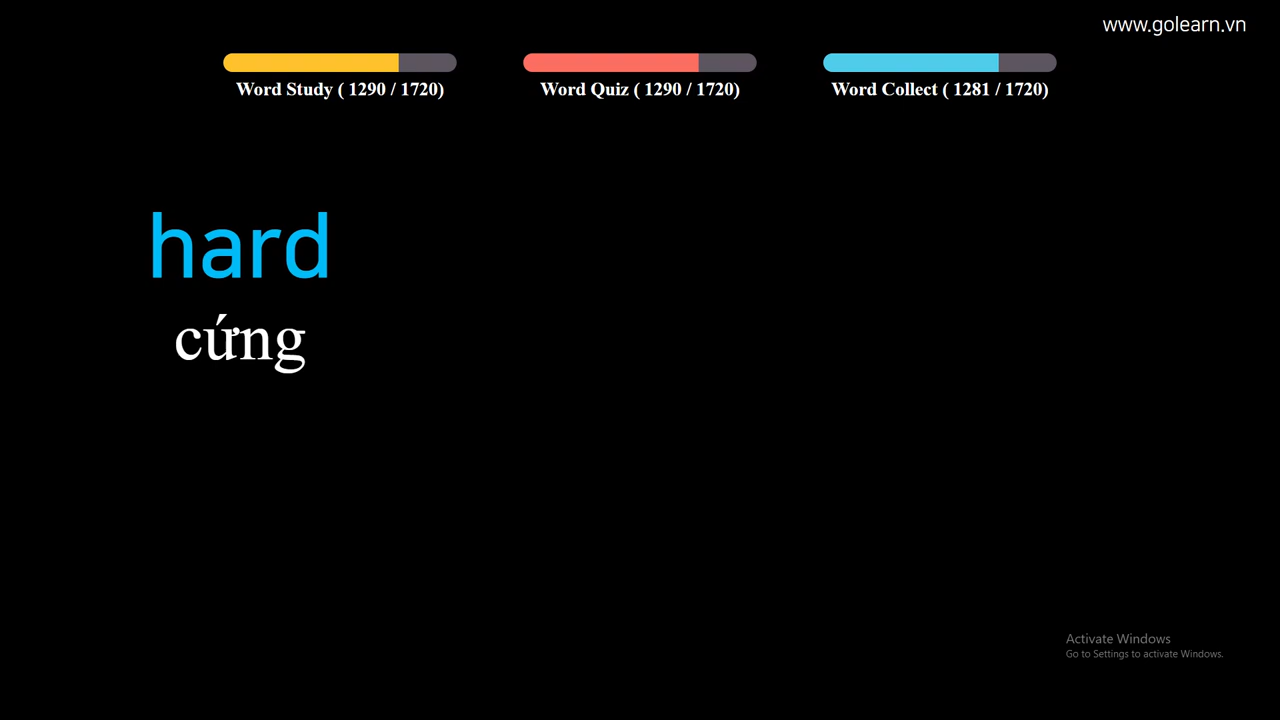 www.golearn.vn
Word Study ( 1290 / 1720)
Word Quiz ( 1290 / 1720)
Word Collect ( 1281 / 1720)
hard
cứng
Activate Windows
Go to Settings to activate Windows.